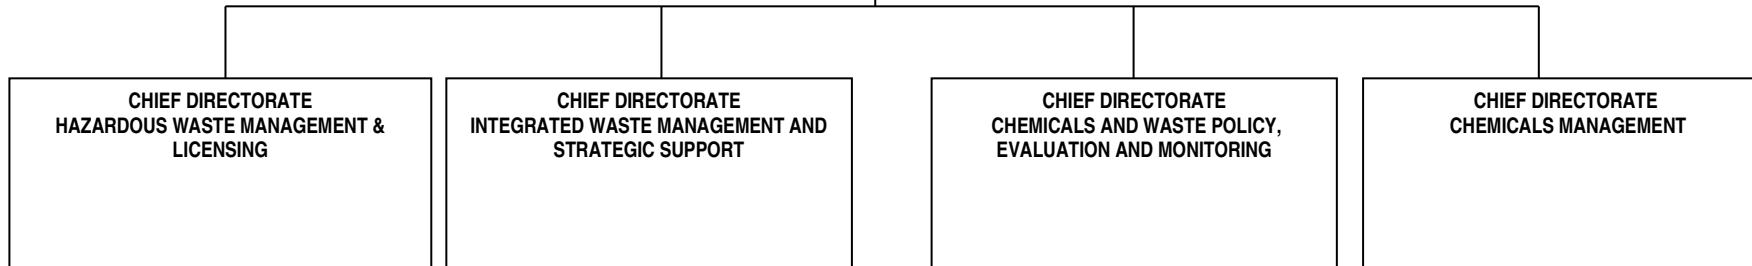 CHIEF DIRECTORATE
HAZARDOUS WASTE MANAGEMENT &
LICENSING
CHIEF DIRECTORATE
INTEGRATED WASTE MANAGEMENT AND
STRATEGIC SUPPORT
CHIEF DIRECTORATE
CHEMICALS AND WASTE POLICY,
EVALUATION AND MONITORING
CHIEF DIRECTORATE
CHEMICALS MANAGEMENT